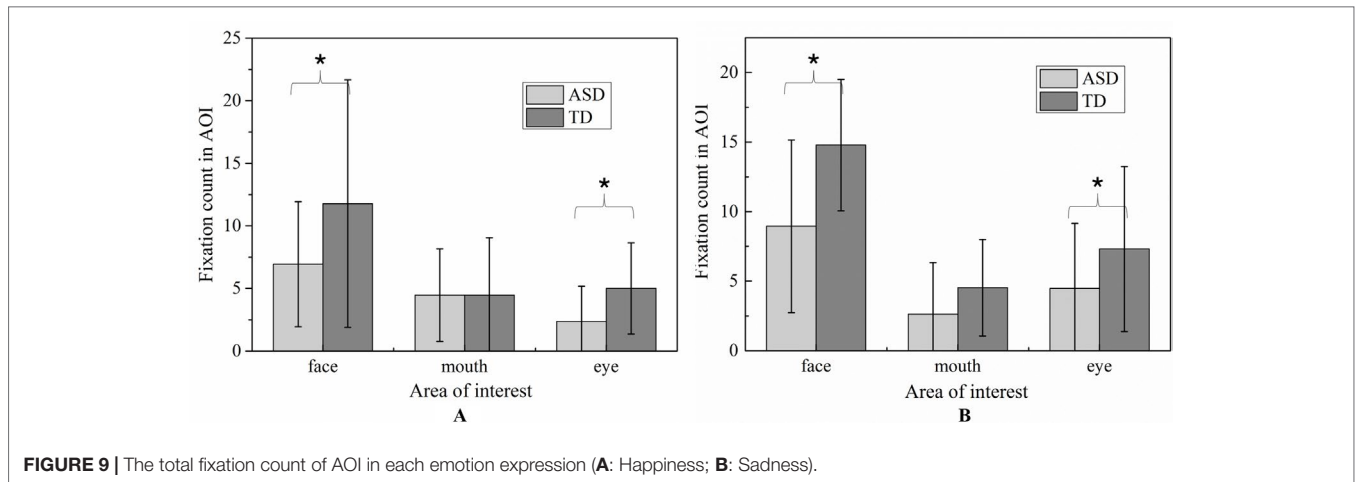 Fixation count in AOI
25
20
15
10
5
0
*
*
ASD
TD
face mouth eye
Area of interest
A
Fixation count in AOI
20
15
10
5
0
*
*
ASD
TD
face mouth eye
Area of interest
B
FIGURE 9 | The total fixation count of AOI in each emotion expression (A: Happiness; B: Sadness).